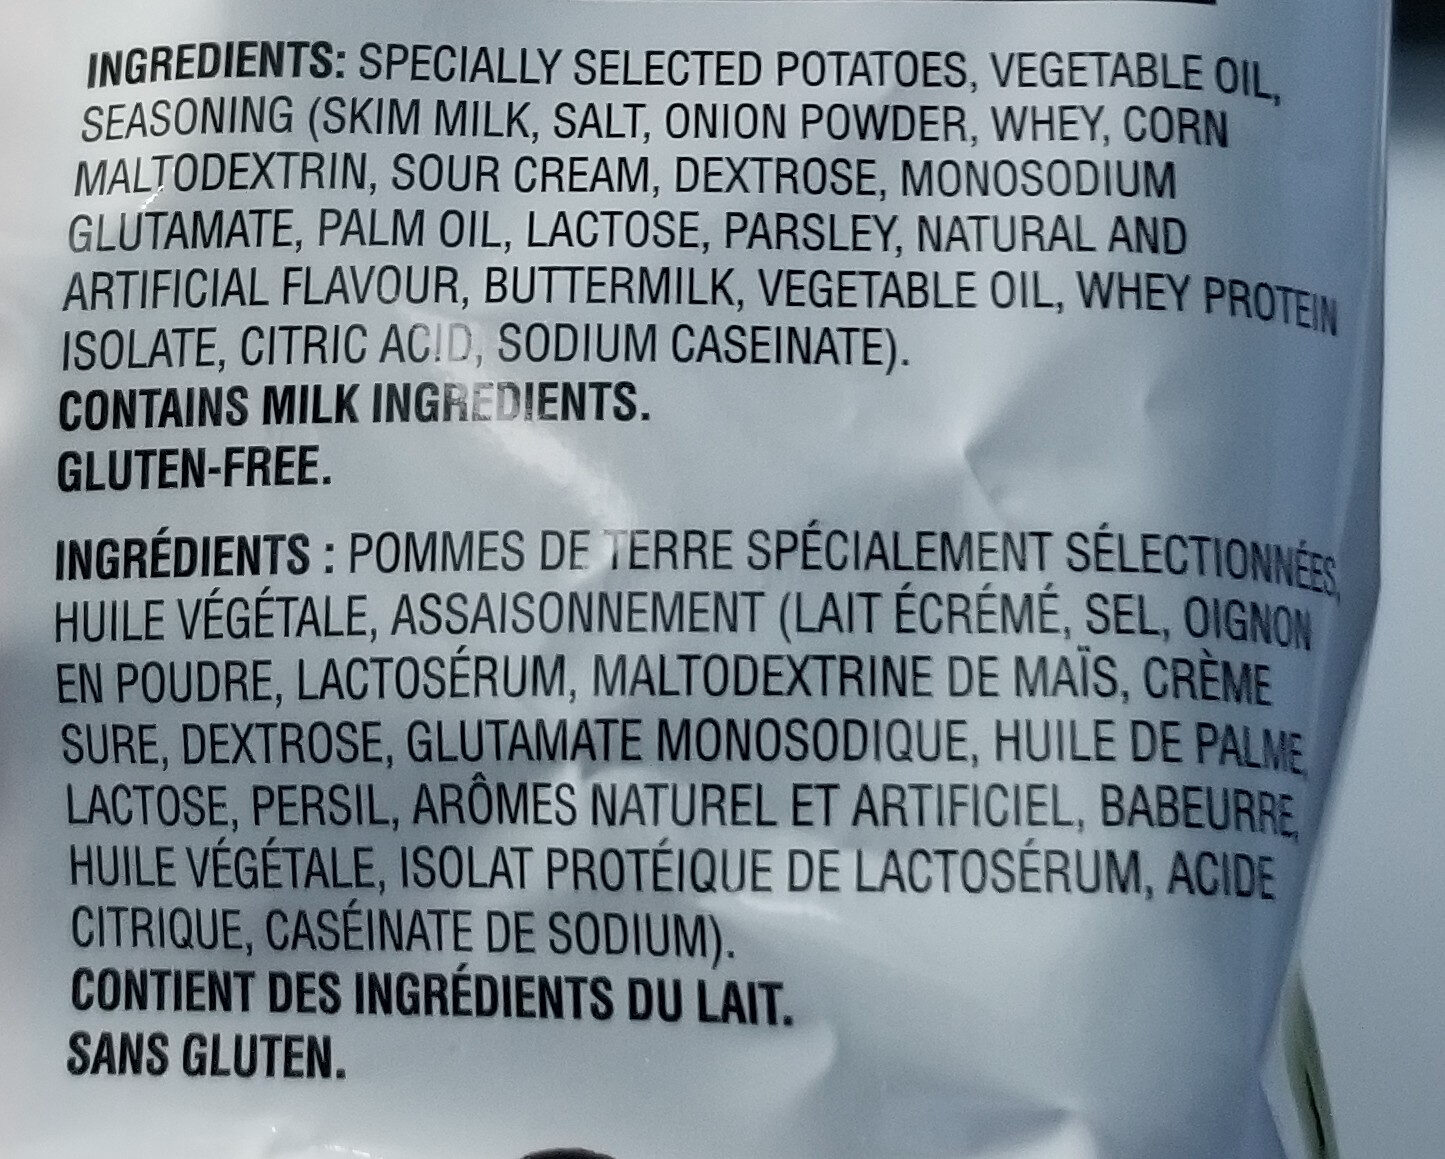 INGREDIENTS: SPECIALLY SELECTED POTATOES, VEGETABLE OIL,
SEASONING (SKIM MILK, SALT, ONION POWDER, WHEY, CORN
MALTODEXTRIN, SOUR CREAM, DEXTROSE, MONOSODIUM
GLUTAMATE, PALM OIL, LACTOSE, PARSLEY, NATURAL AND
ARTIFICIAL FLAVOUR, BUTTERMILK, VEGETABLE OIL, WHEY PROTEIN
ISOLATE, CITRIC ACID, SODIUM CASEINATE).
CONTAINS MILK INGREDIENTS.
GLUTEN-FREE.
INGRÉDIENTS : POMMES DE TERRE SPÉCIALEMENT SÉLECTIONNÉES,
HUILE VÉGÉTALE, ASSAISONNEMENT (LAIT ÉCRÉMÉ, SEL, OIGNON
EN POUDRE, LACTOSÉRUM, MALTODEXTRINE DE MAÏS, CRÈME
SURE, DEXTROSE, GLUTAMATE MONOSODIQUE, HUILE DE PALME,
LACTOSE, PERSIL, ARÔMES NATUREL ET ARTIFICIEL, BABEURRE,
HUILE VÉGÉTALE, ISOLAT PROTÉIQUE DE LACTOSÉRUM, ACIDE
CITRIQUE, CASÉINATE DE SODIUM).
CONTIENT DES INGRÉDIENTS DU LAIT.
SANS GLUTEN.